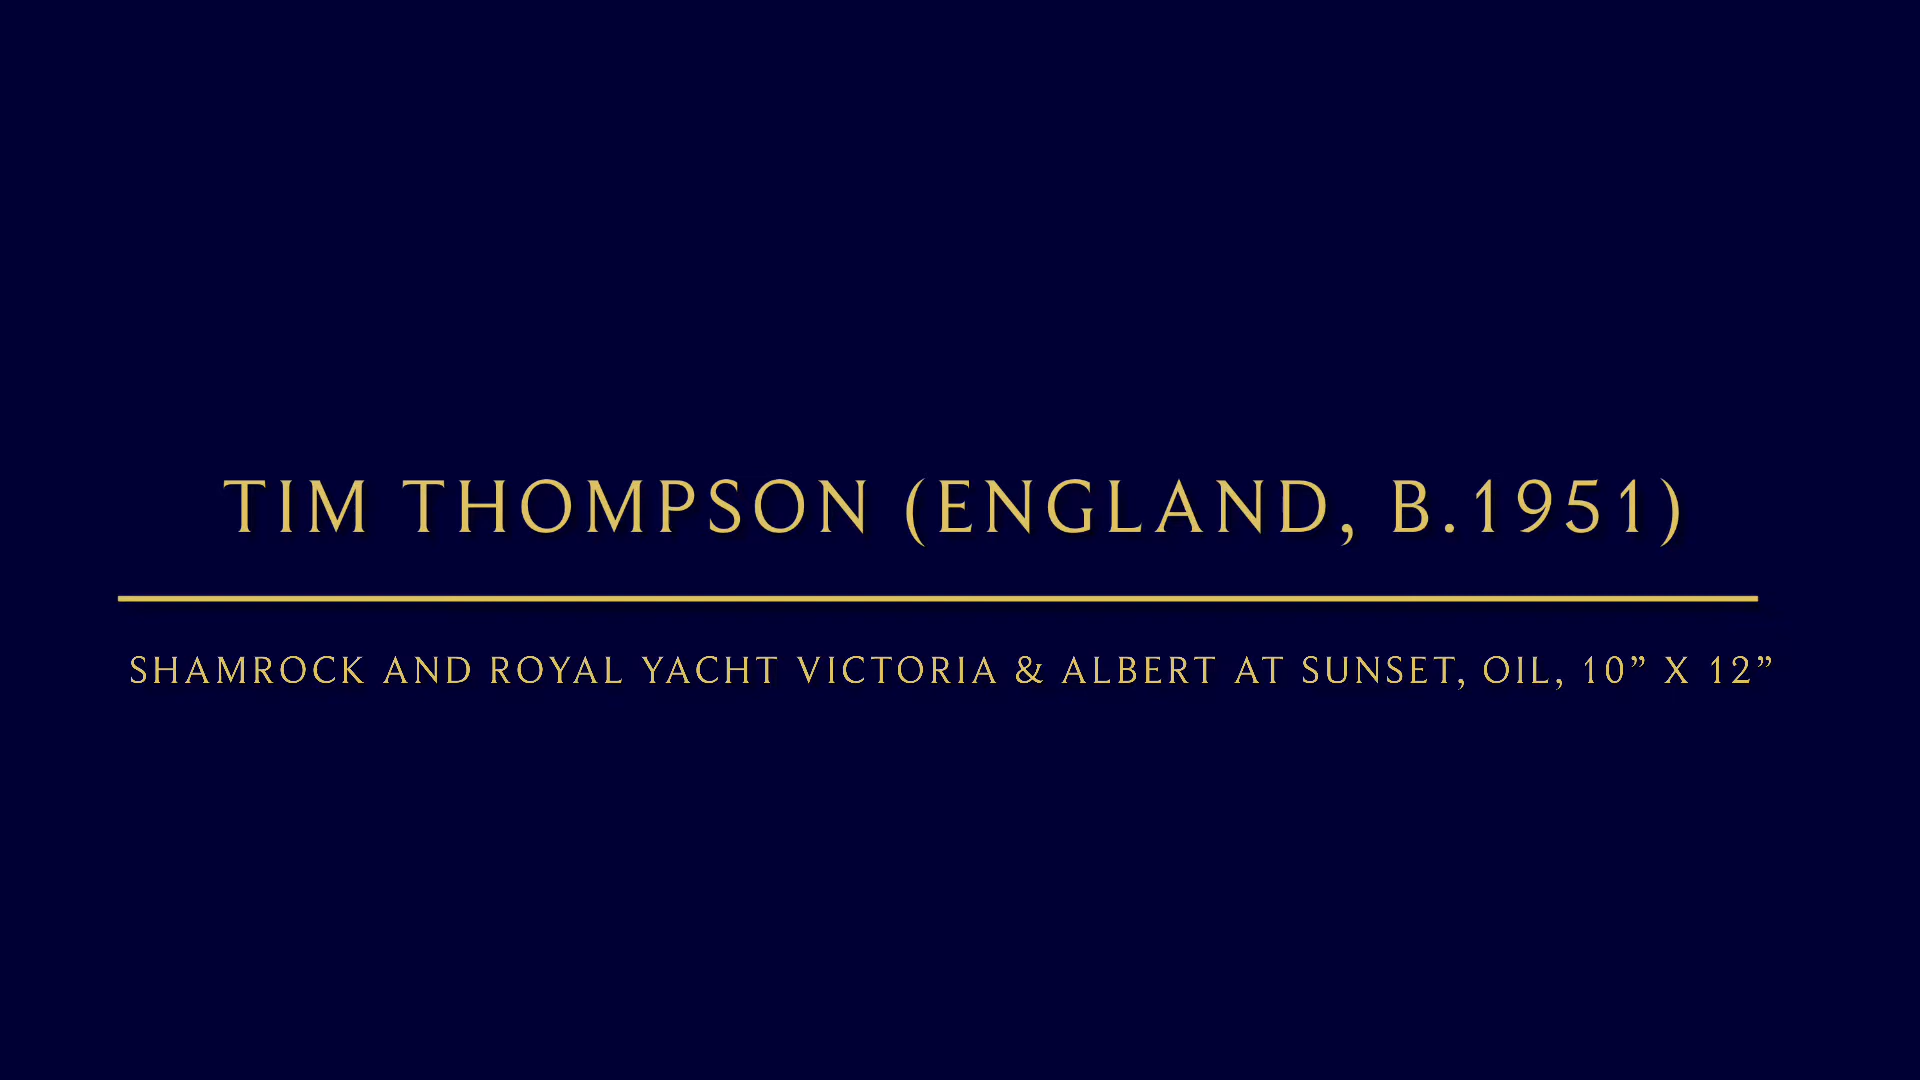 TIM THOMPSON (ENGLAND, B.1951)
SHAMROCK AND ROYAL YACHT VICTORIA & ALBERT AT SUNSET, OIL, 10” X 12”